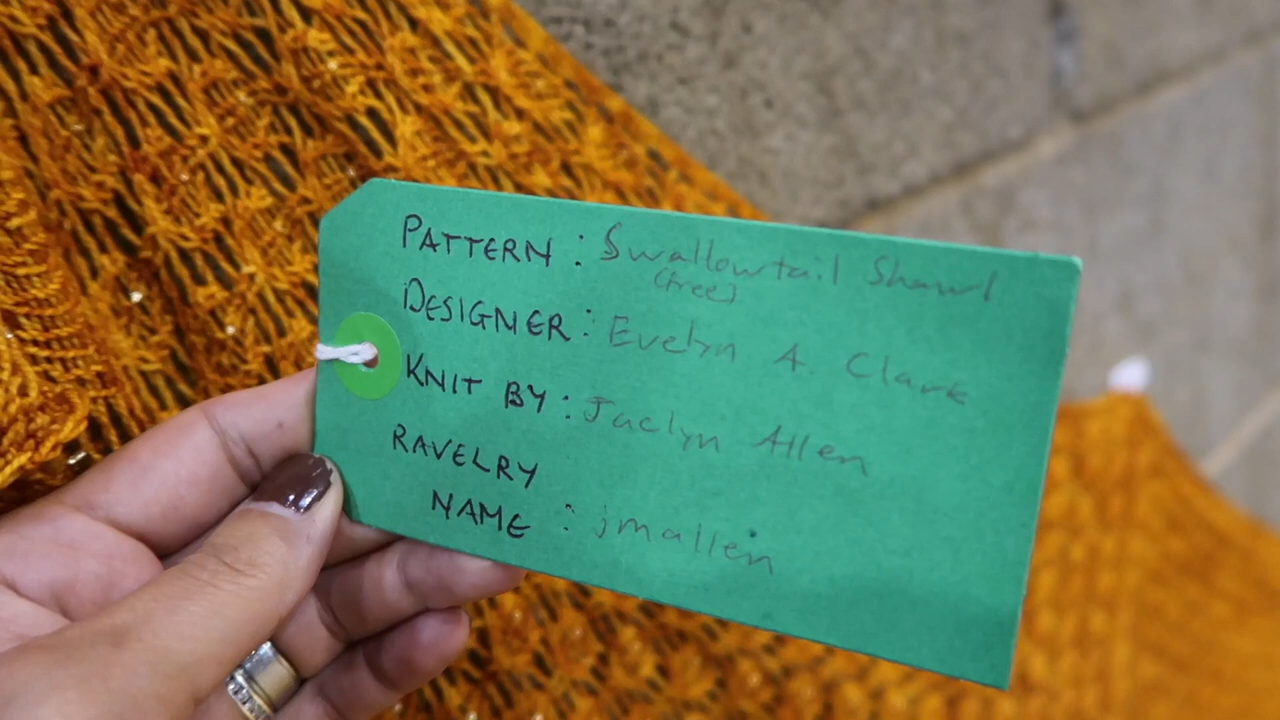 PATTERN: Swallowtail Shawl
(free)
DESIGNER: Evelyn A. Clark
KNIT BY: Jaclyn Allen
RAVELRY
NAME: jmallen